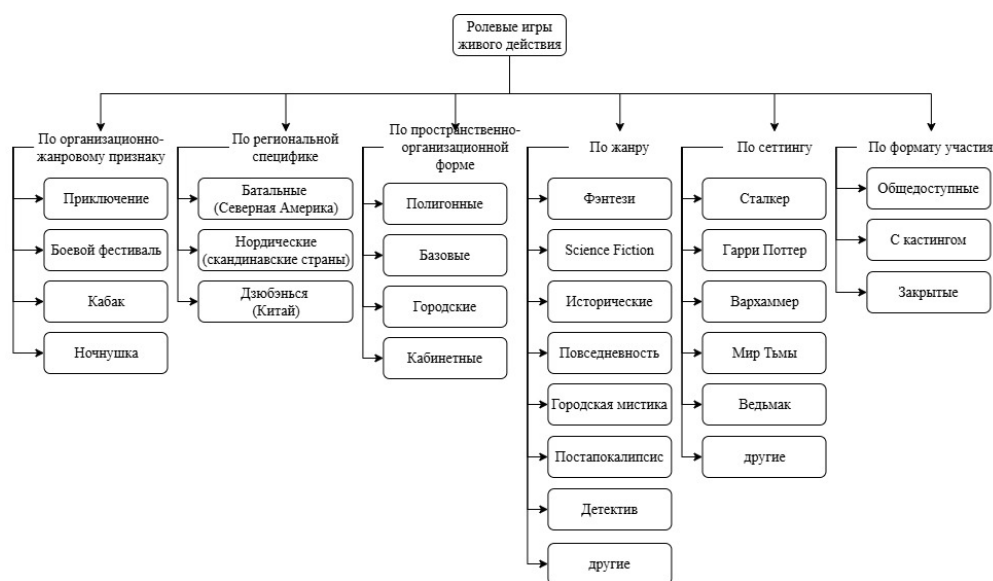 Ролевые игры
живого действия
По организационно-
жанровому признаку
Приключение
Боевой фестиваль
Кабак
Ночнушка
По региональной
специфике
Батальные
(Северная Америка)
Нордические
(скандинавские страны)
Дзюбэнься
(Китай)
По пространственно-
организационной
форме
Полигонные
Базовые
Городские
Кабинетные
По жанру
Фэнтези
Science Fiction
Исторические
Повседневность
Городская мистика
Постапокалипсис
Детектив
другие
По сеттингу
Сталкер
Гарри Поттер
Вархаммер
Мир Тьмы
Ведьмак
другие
По формату участия
Общедоступные
С кастингом
Закрытые